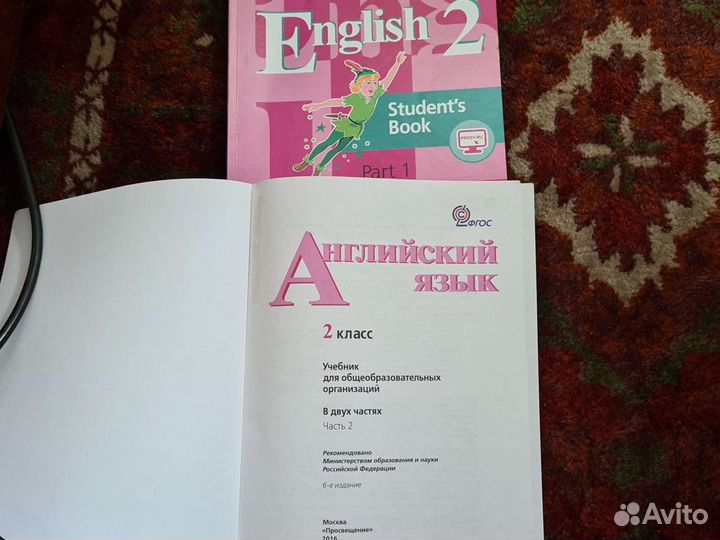 English 2
Student's
Book
PROSV.RU
Part 1
ФГОС
Английский
язык
2 класс
Учебник
для общеобразовательных
организаций
В двух частях
Часть 2
Рекомендовано
Министерством образования и науки
Российской Федерации
6-е издание
Москва
«Просвещение»
2016
Avito